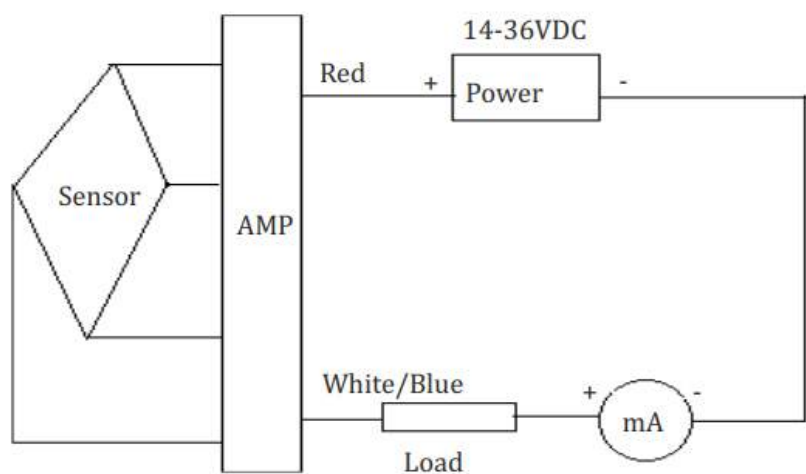 14-36VDC
Red
+
Power
-
Sensor
AMP
White/Blue
+
-
mA
Load